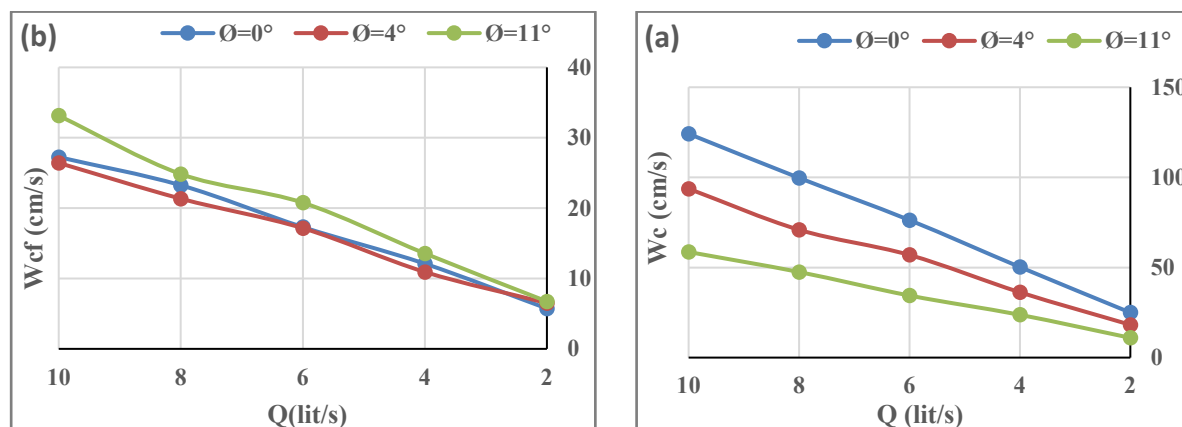 (b) Ø=0° Ø=4° Ø=11°
40
30
20
10
0
Wcf (cm/s)
10 8 6 4 2
Q(lit/s)
(a) Ø=0° Ø=4° Ø=11°
150
100
50
0
Wc (cm/s)
10 8 6 4 2
Q (lit/s)